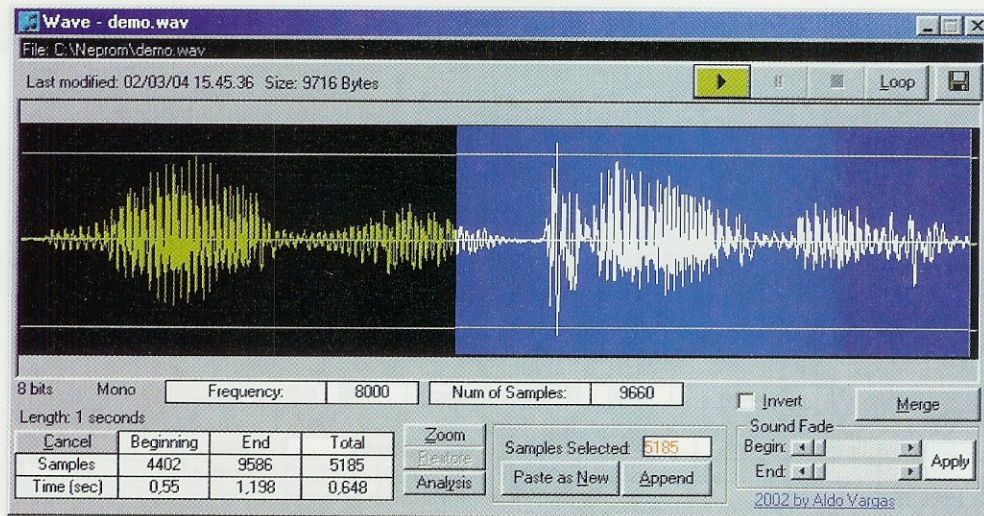 Wave - demo.wav
File: C:\Neprom\demo.wav
Last modified: 02/03/04 15.45.36 Size: 9716 Bytes
Loop
8 bits Mono Frequency: 8000 Num of Samples: 9660
Invert Merge
Length: 1 seconds
Sound Fade
Cancel Beginning End Total
Samples 4402 9586 5185
Time (sec) 0,55 1,198 0,648
Zoom
Restore
Analysis
Samples Selected: 5185
Paste as New Append
Begin:
End:
Apply
2002 by Aldo Vargas